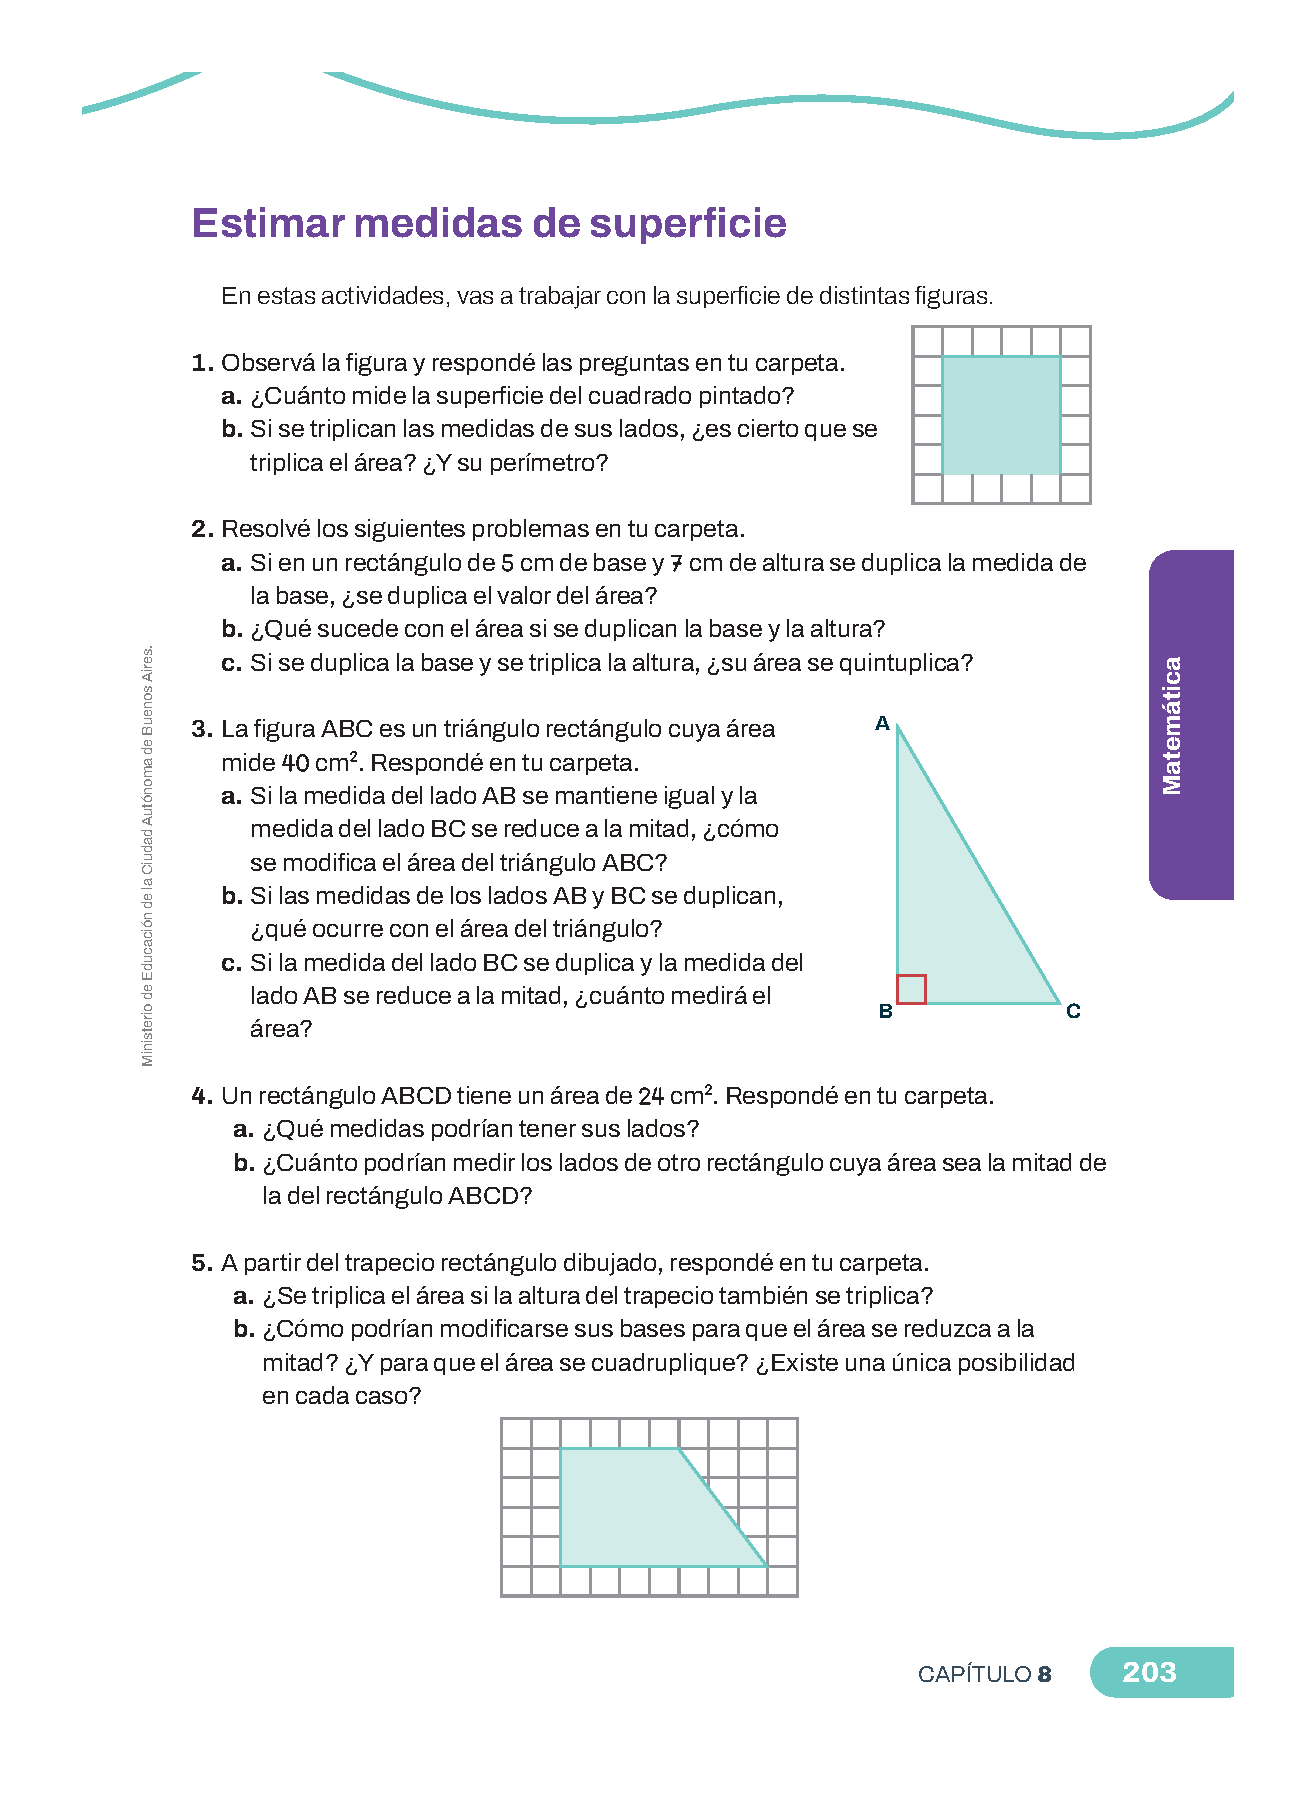 Estimar medidas de superficie
En estas actividades, vas a trabajar con la superficie de distintas figuras.
1. Observá la figura y respondé las preguntas en tu carpeta.
a. ¿Cuánto mide la superficie del cuadrado pintado?
b. Si se triplican las medidas de sus lados, ¿es cierto que se
triplica el área? ¿Y su perímetro?
2. Resolvé los siguientes problemas en tu carpeta.
a. Si en un rectángulo de 5 cm de base y 7 cm de altura se duplica la medida de
la base, ¿se duplica el valor del área?
b. ¿Qué sucede con el área si se duplican la base y la altura?
c. Si se duplica la base y se triplica la altura, ¿su área se quintuplica?
3. La figura ABC es un triángulo rectángulo cuya área
mide 40 cm². Respondé en tu carpeta.
a. Si la medida del lado AB se mantiene igual y la
medida del lado BC se reduce a la mitad, ¿cómo
se modifica el área del triángulo ABC?
b. Si las medidas de los lados AB y BC se duplican,
¿qué ocurre con el área del triángulo?
c. Si la medida del lado BC se duplica y la medida del
lado AB se reduce a la mitad, ¿cuánto medirá el
área?
A
B
C
4. Un rectángulo ABCD tiene un área de 24 cm². Respondé en tu carpeta.
a. ¿Qué medidas podrían tener sus lados?
b. ¿Cuánto podrían medir los lados de otro rectángulo cuya área sea la mitad de
la del rectángulo ABCD?
5. A partir del trapecio rectángulo dibujado, respondé en tu carpeta.
a. ¿Se triplica el área si la altura del trapecio también se triplica?
b. ¿Cómo podrían modificarse sus bases para que el área se reduzca a la
mitad? ¿Y para que el área se cuadruplique? ¿Existe una única posibilidad
en cada caso?
Ministerio de Educación de la Ciudad Autónoma de Buenos Aires.
Matemática
CAPÍTULO 8
203